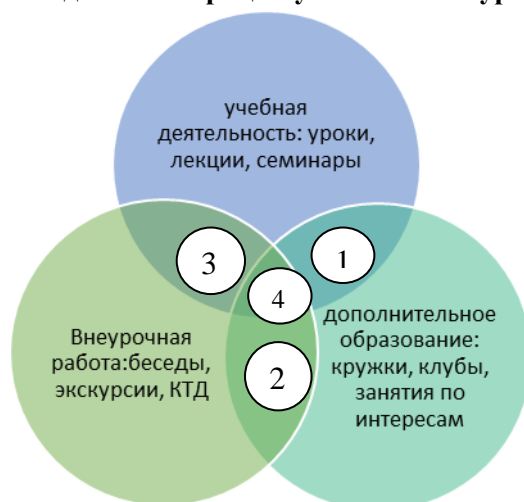 учебная
деятельность: уроки,
лекции, семинары
3
1
4
2
Внеурочная
работа:беседы,
экскурсии, КТД
дополнительное
образование:
кружки, клубы,
занятия по
интересам